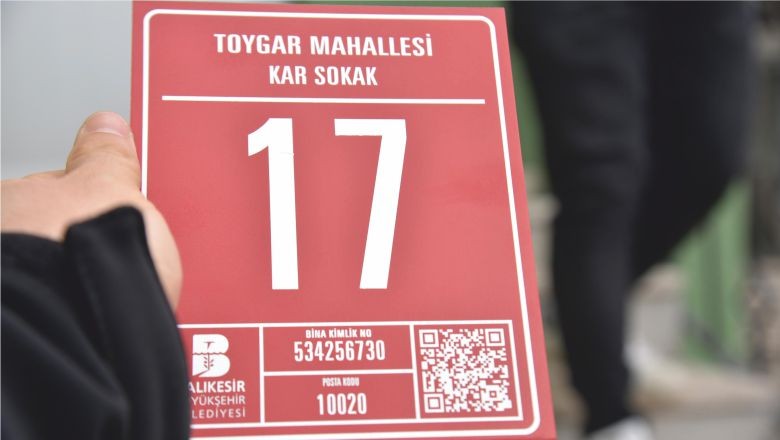 TOYGAR MAHALLESİ
KAR SOKAK
17
BİNA KİMLİK NO
534256730
POSTA KODU
10020
B
ALIKESİR
YÜKŞEHİR
LEDİYESİ